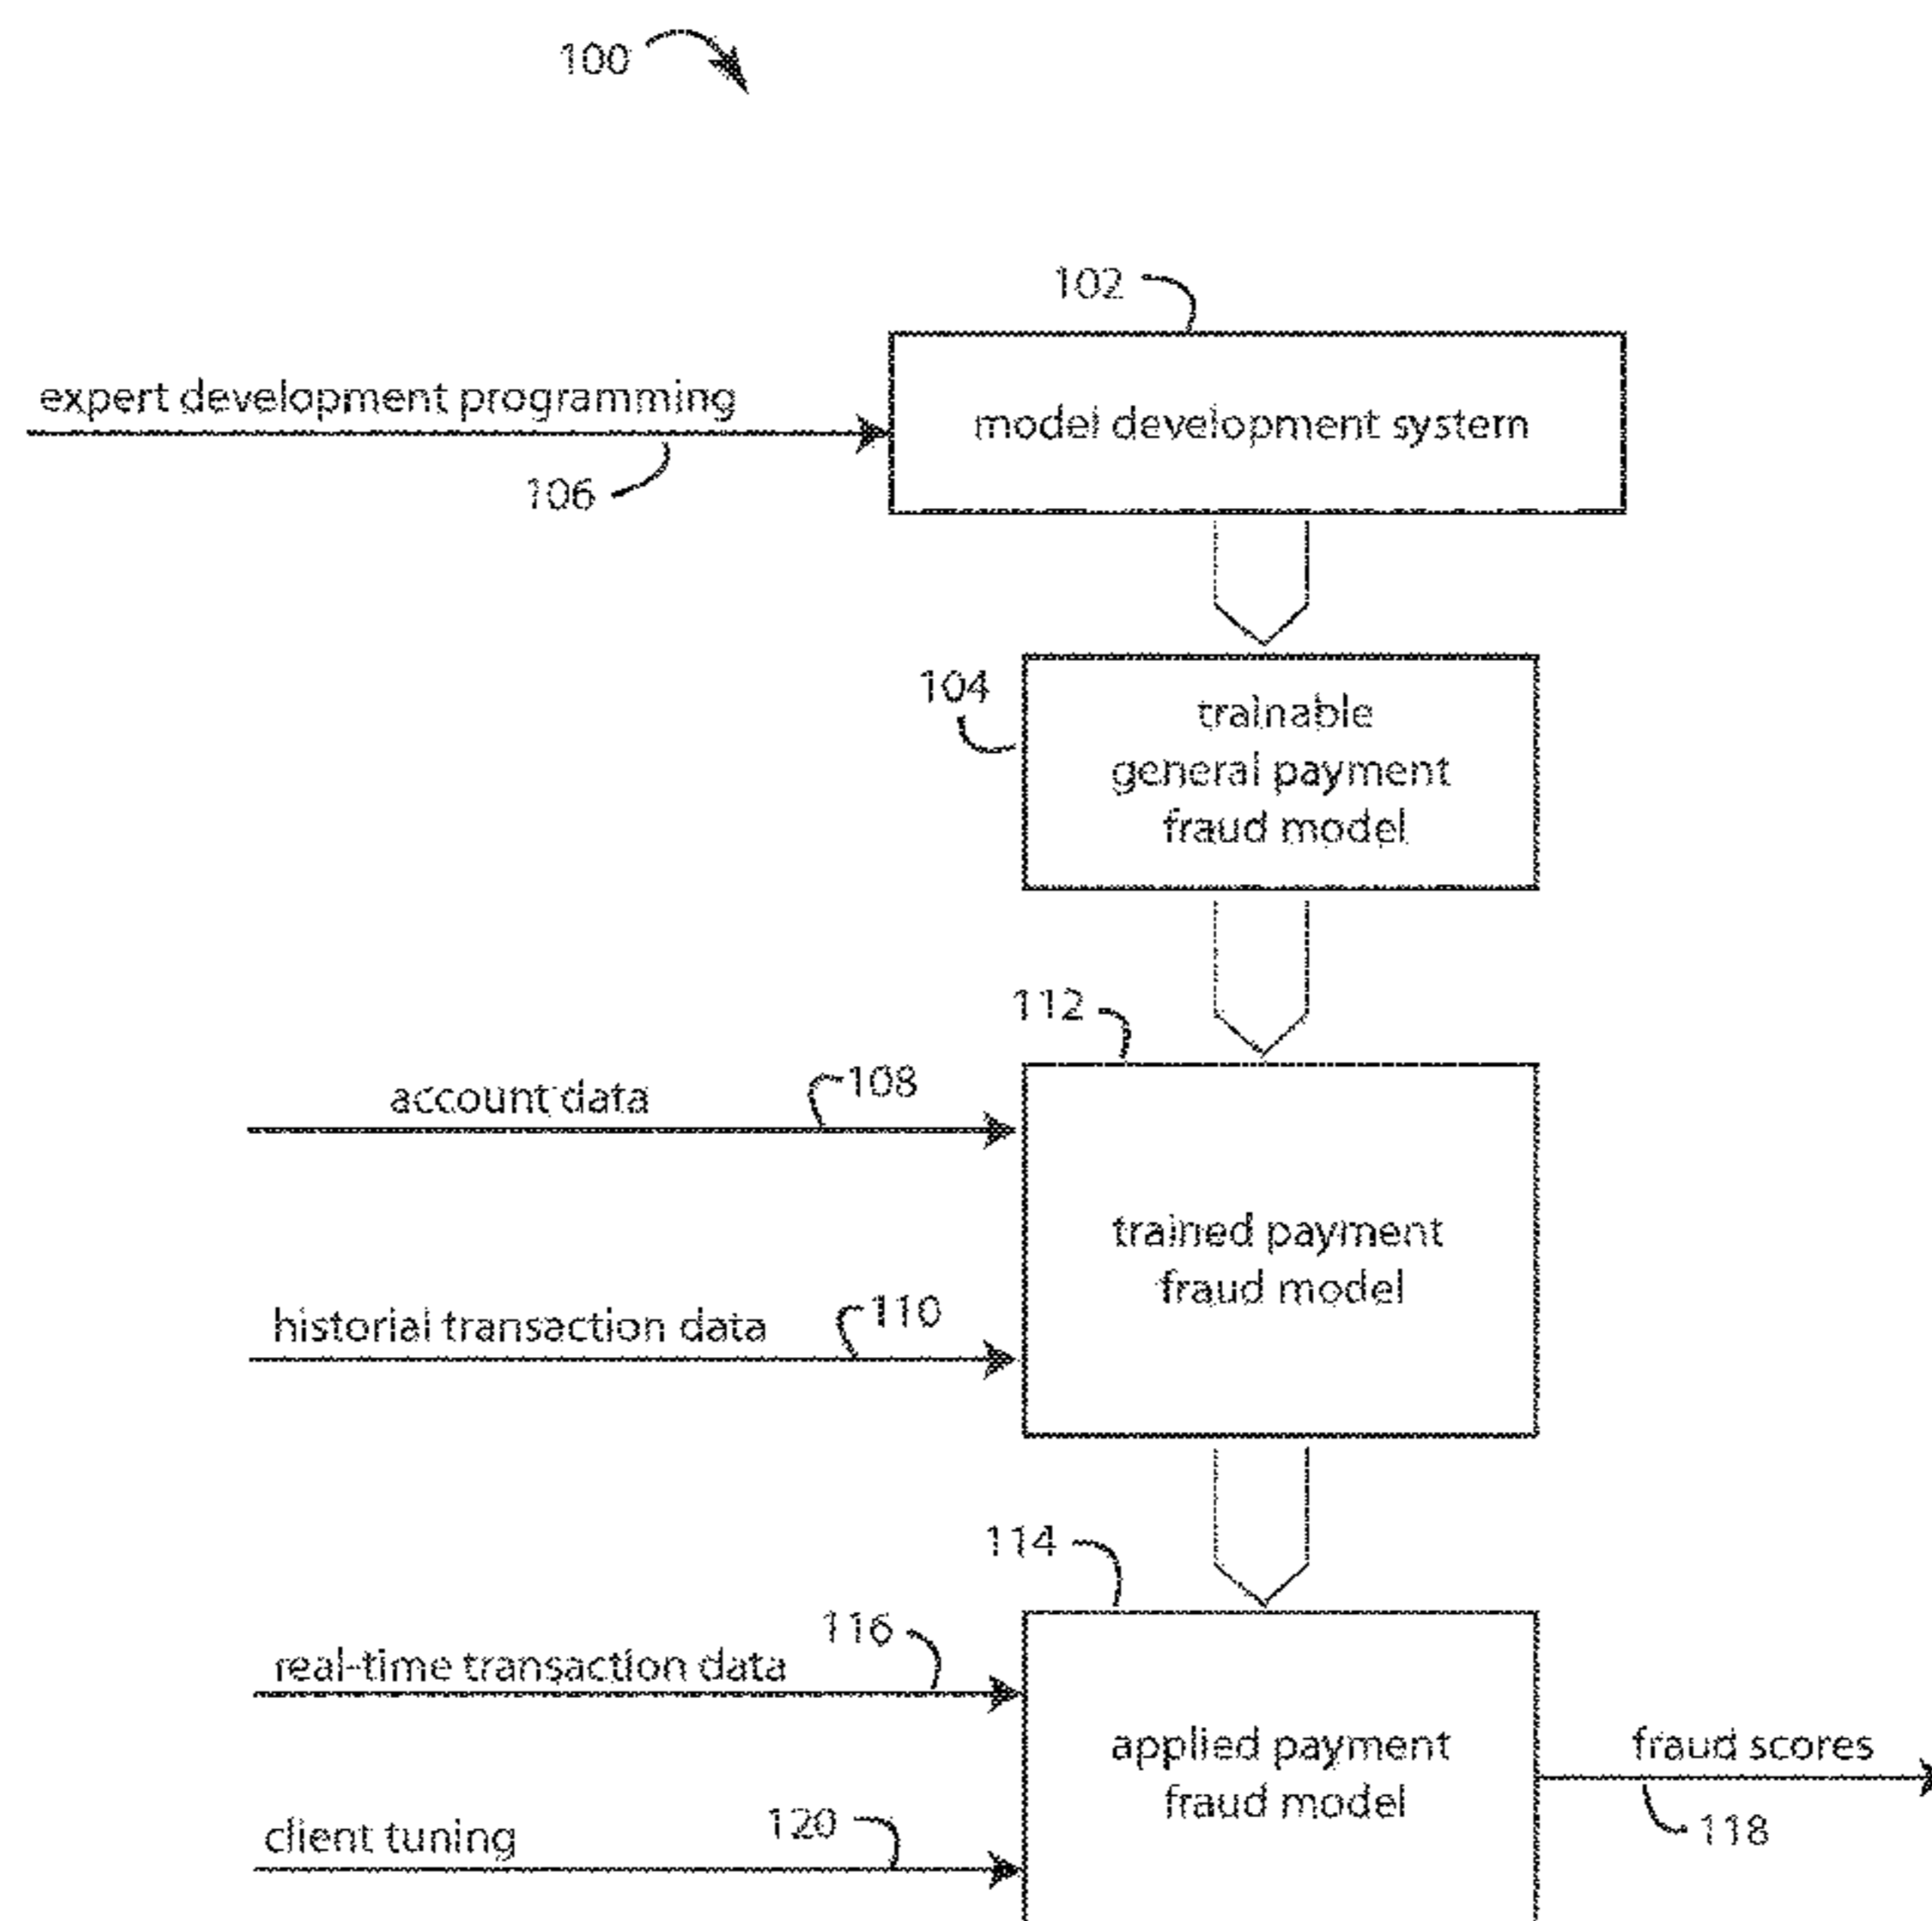 100
102
expert development programming
model development system
106
104
trainable
general payment
fraud model
112
108
account data
trained payment
fraud model
110
historial transaction data
114
116
real-time transaction data
applied payment
fraud model
fraud scores
118
120
client tuning